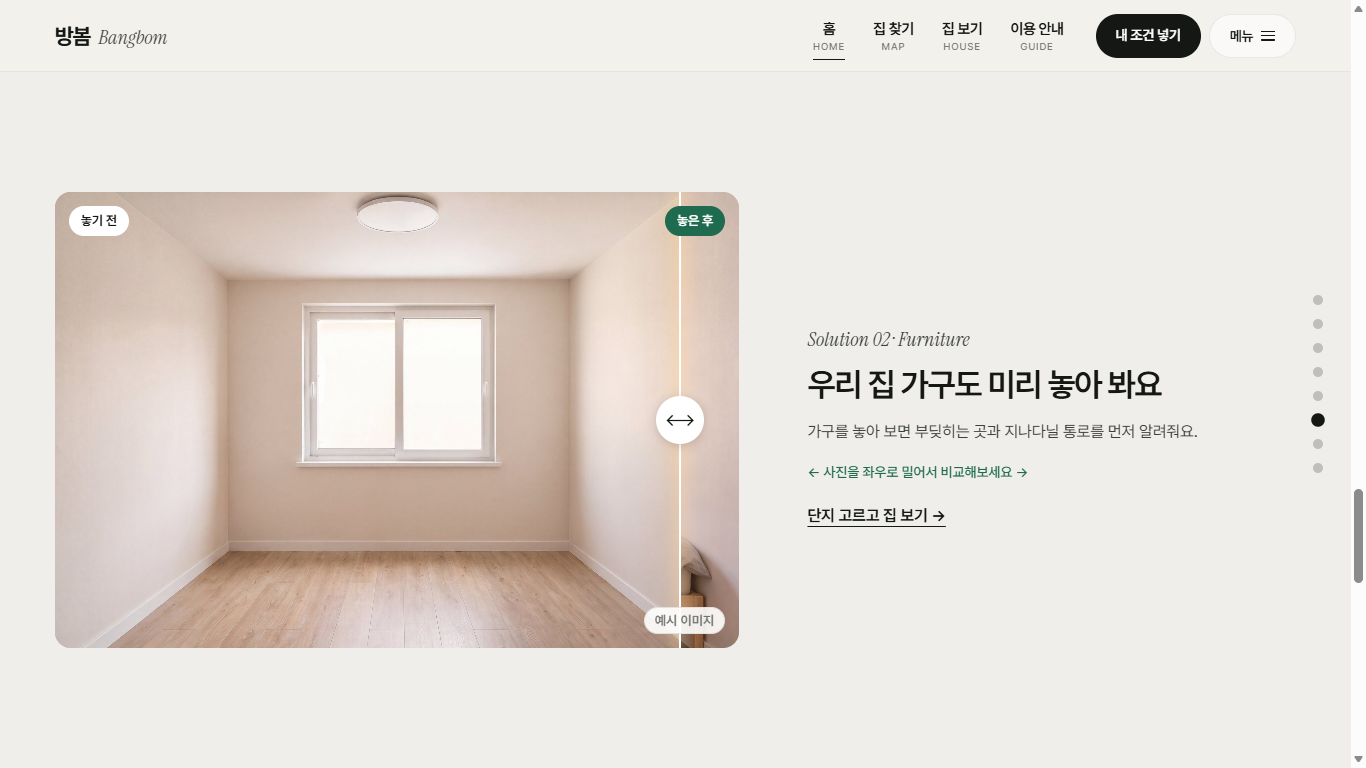 방봄 Bangbom
홈
HOME
집 찾기
MAP
집 보기
HOUSE
이용 안내
GUIDE
내 조건 넣기
메뉴
놓기 전
놓은 후
예시 이미지
Solution 02 · Furniture
우리 집 가구도 미리 놓아 봐요
가구를 놓아 보면 부딪히는 곳과 지나다닐 통로를 먼저 알려줘요.
← 사진을 좌우로 밀어서 비교해보세요 →
단지 고르고 집 보기 →